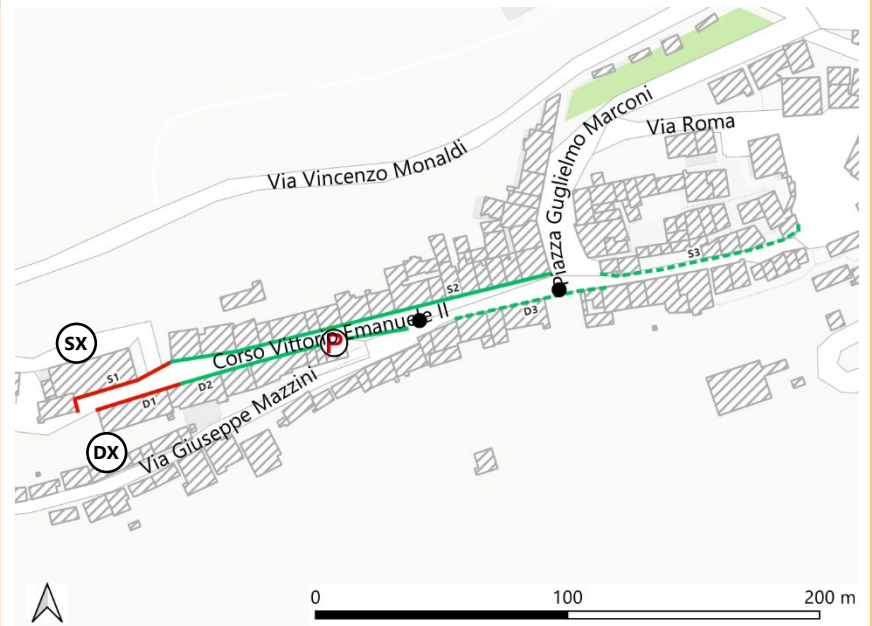 Via Vincenzo Monaldi
Piazza Guglielmo Marconi
Via Roma
S3
S2
D3
SX
Corso Vittorio Emanuele II
P
S1
D2
D1
DX
Via Giuseppe Mazzini
0 100 200 m